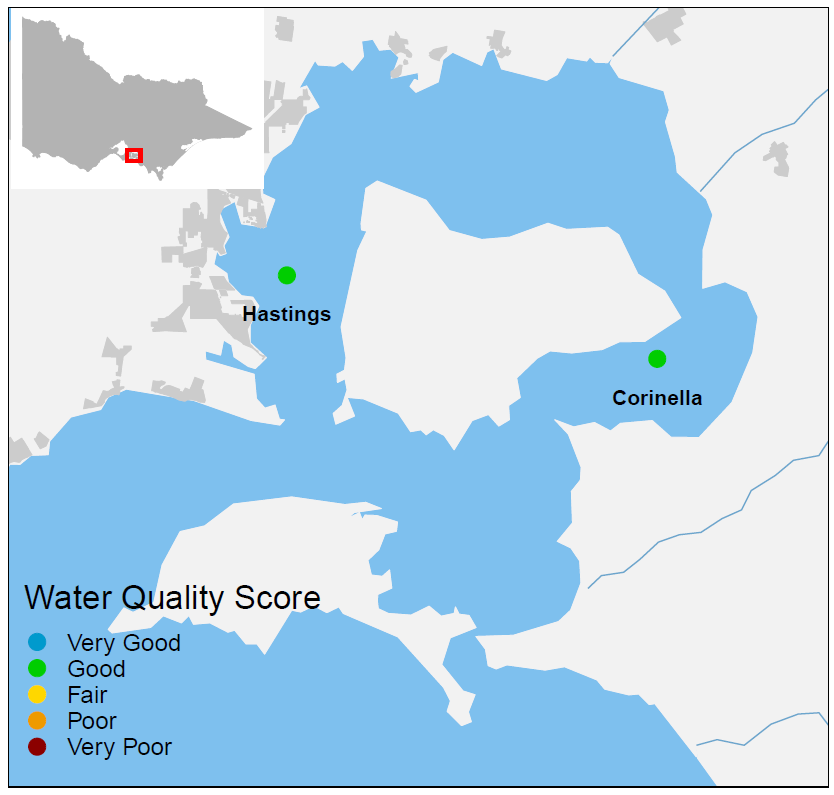 Hastings
Corinella
Water Quality Score
Very Good
Good
Fair
Poor
Very Poor